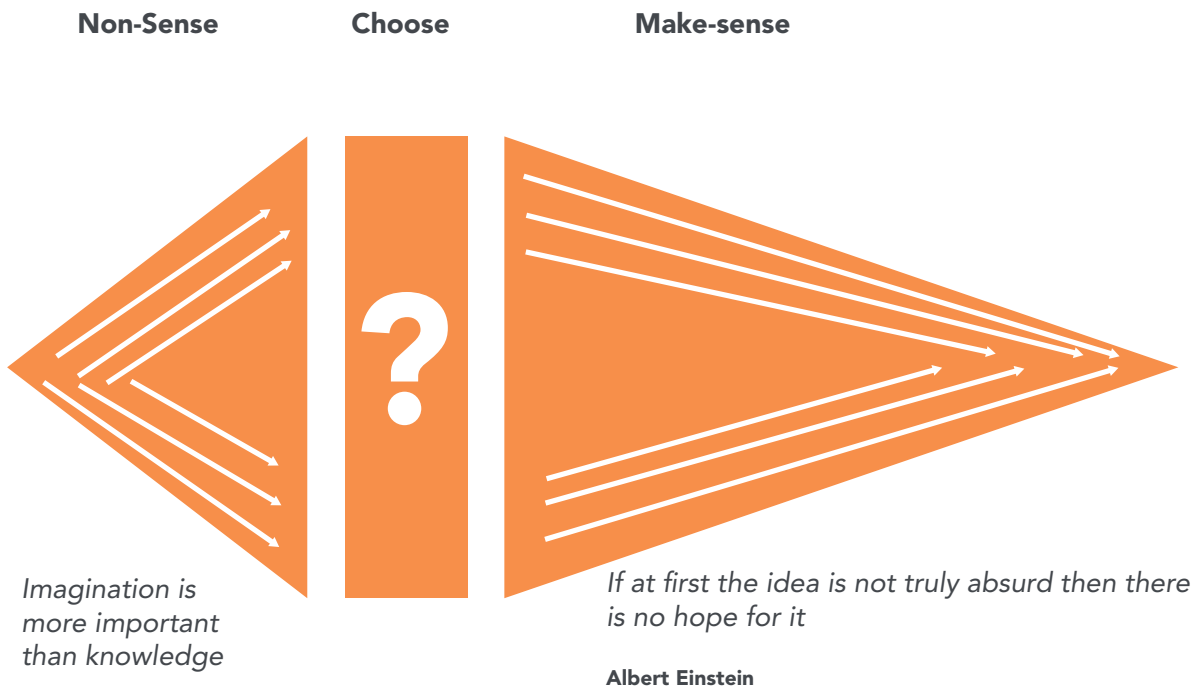 Non-Sense Choose Make-sense
?
Imagination is
more important
than knowledge
If at first the idea is not truly absurd then there
is no hope for it
Albert Einstein